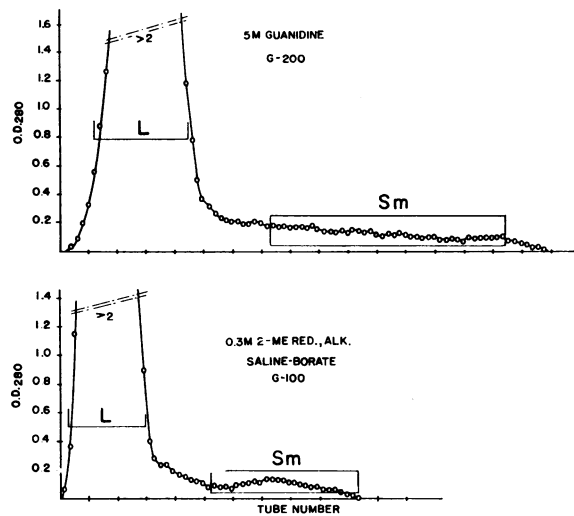 1.6
5M GUANIDINE
G-200
>2
1.4
1.2
1.0
O.D.280
0.8
L
0.6
0.4
Sm
0.2
1.4
>2
1.2
0.3M 2-ME RED., ALK.
SALINE-BORATE
G-100
1.0
O.D.280
0.8
0.6
L
0.4
Sm
0.2
TUBE NUMBER